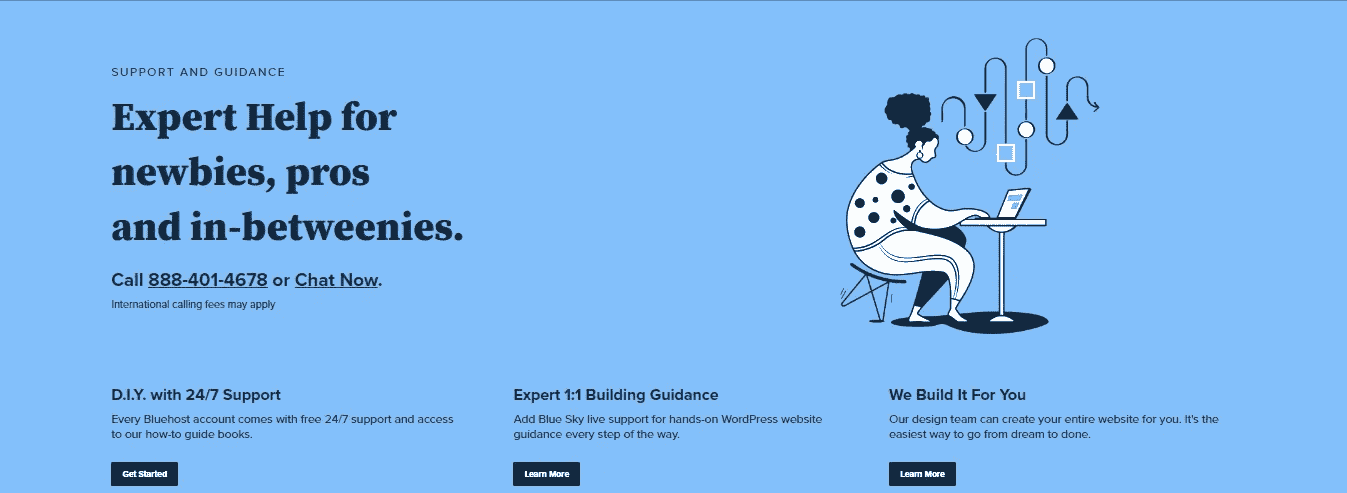 SUPPORT AND GUIDANCE
Expert Help for
newbies, pros
and in-betweenies.
Call 888-401-4678 or Chat Now.
International calling fees may apply
D.I.Y. with 24/7 Support
Every Bluehost account comes with free 24/7 support and access
to our how-to guide books.
Get Started
Expert 1:1 Building Guidance
Add Blue Sky live support for hands-on WordPress website
guidance every step of the way.
Learn More
We Build It For You
Our design team can create your entire website for you. It's the
easiest way to go from dream to done.
Learn More